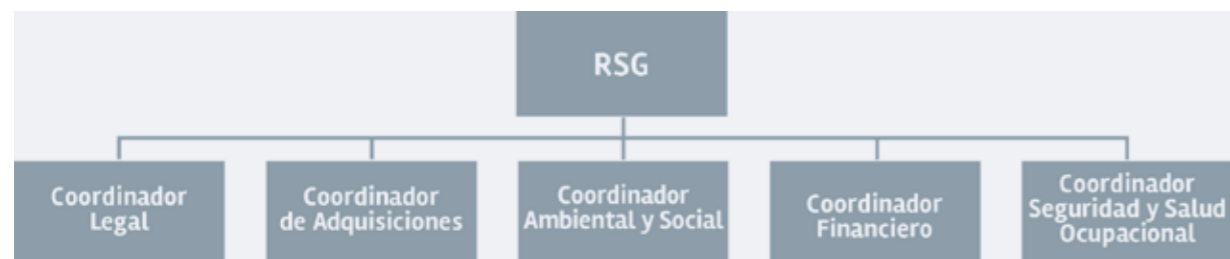 RSG
Coordinador
Legal
Coordinador
de Adquisiciones
Coordinador
Ambiental y Social
Coordinador
Financiero
Coordinador
Seguridad y Salud
Ocupacional